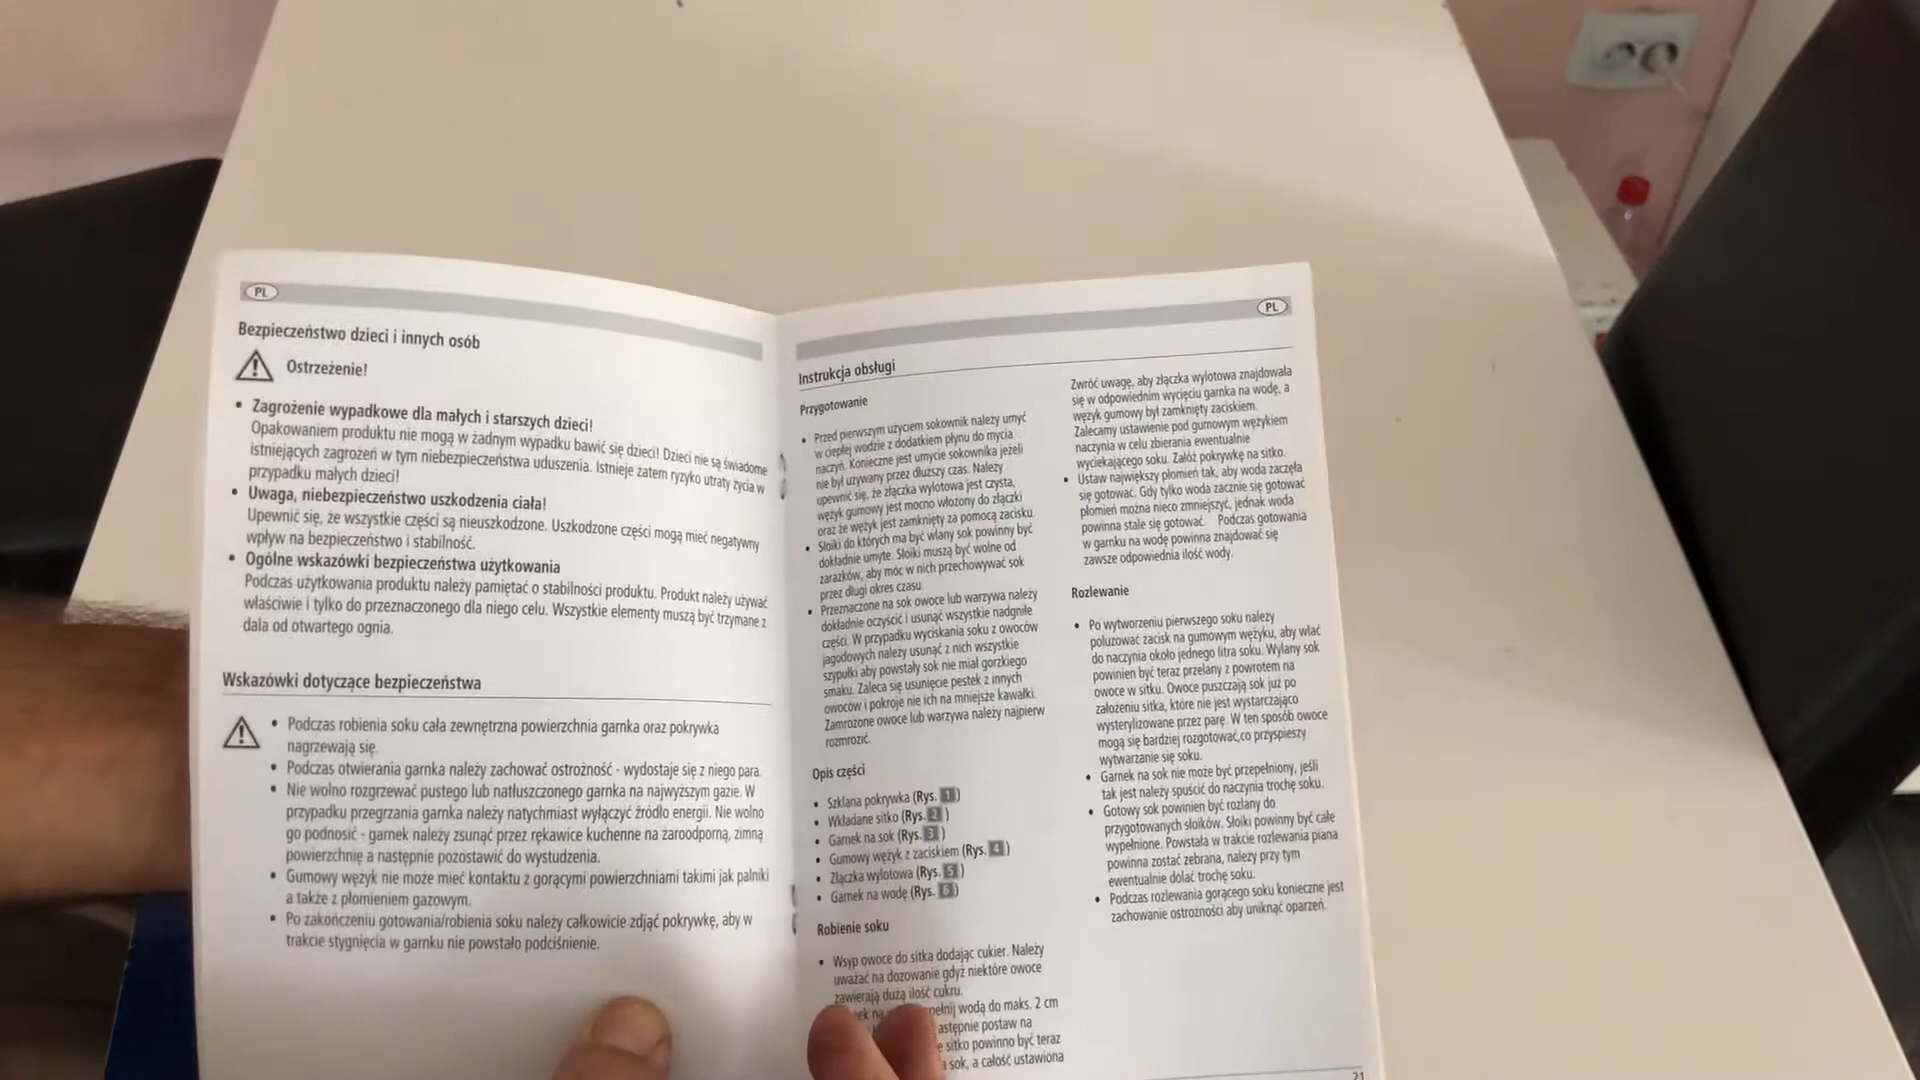 PL
Bezpieczeństwo dzieci i innych osób
Ostrzeżenie!
• Zagrożenie wypadkowe dla małych i starszych dzieci!
Opakowaniem produktu nie mogą w żadnym wypadku bawić się dzieci! Dzieci nie są świadome
istniejących zagrożeń w tym niebezpieczeństwa uduszenia. Istnieje zatem ryzyko utraty życia w
przypadku małych dzieci!
• Uwaga, niebezpieczeństwo uszkodzenia ciała!
Upewnić się, że wszystkie części są nieuszkodzone. Uszkodzone części mogą mieć negatywny
wpływ na bezpieczeństwo i stabilność.
• Ogólne wskazówki bezpieczeństwa użytkowania
Podczas użytkowania produktu należy pamiętać o stabilności produktu. Produkt należy używać
właściwie i tylko do przeznaczonego dla niego celu. Wszystkie elementy muszą być trzymane z
dala od otwartego ognia.
Wskazówki dotyczące bezpieczeństwa
• Podczas robienia soku cała zewnętrzna powierzchnia garnka oraz pokrywka
nagrzewają się.
• Podczas otwierania garnka należy zachować ostrożność - wydostaje się z niego para.
• Nie wolno rozgrzewać pustego lub natłuszczonego garnka na najwyższym gazie. W
przypadku przegrzania garnka należy natychmiast wyłączyć źródło energii. Nie wolno
go podnosić - garnek należy zsunąć przez rękawice kuchenne na żaroodporną, zimną
powierzchnię a następnie pozostawić do wystudzenia.
• Gumowy wężyk nie może mieć kontaktu z gorącymi powierzchniami takimi jak palniki
a także z płomieniem gazowym.
• Po zakończeniu gotowania/robienia soku należy całkowicie zdjąć pokrywkę, aby w
trakcie stygnięcia w garnku nie powstało podciśnienie.
PL
Instrukcja obsługi
Przygotowanie
• Przed pierwszym użyciem sokownik należy umyć
w ciepłej wodzie z dodatkiem płynu do mycia
naczyń. Konieczne jest umycie sokownika jeżeli
nie był używany przez dłuższy czas. Należy
upewnić się, że złączka wylotowa jest czysta,
wężyk gumowy jest mocno włożony do złączki
oraz że wężyk jest zamknięty za pomocą zacisku.
• Słoiki do których ma być wlany sok powinny być
dokładnie umyte. Słoiki muszą być wolne od
zarazków, aby móc w nich przechowywać sok
przez długi okres czasu.
• Przeznaczone na sok owoce lub warzywa należy
dokładnie oczyścić i usunąć wszystkie nadgniłe
części. W przypadku wyciskania soku z owoców
jagodowych należy usunąć z nich wszystkie
szypułki aby powstały sok nie miał gorzkiego
smaku. Zaleca się usunięcie pestek z innych
owoców i pokroje nie ich na mniejsze kawałki.
Zamrożone owoce lub warzywa należy najpierw
rozmrozić.
Opis części
• Szklana pokrywka (Rys. 1)
• Wkładane sitko (Rys. 2)
• Garnek na sok (Rys. 3)
• Gumowy wężyk z zaciskiem (Rys. 4)
• Złączka wylotowa (Rys. 5)
• Garnek na wodę (Rys. 6)
Robienie soku
• Wsyp owoce do sitka dodając cukier. Należy
uważać na dozowanie gdyż niektóre owoce
zawierają dużą ilość cukru.
wodą do maks. 2 cm
postaw na
sitko powinno być teraz
sok, a całość ustawiona
Zwróć uwagę, aby złączka wylotowa znajdowała
się w odpowiednim wycięciu garnka na wodę, a
wężyk gumowy był zamknięty zaciskiem.
Zalecamy ustawienie pod gumowym wężykiem
naczynia w celu zbierania ewentualnie
wyciekającego soku. Załóż pokrywkę na sitko.
• Ustaw największy płomień tak, aby woda zaczęła
się gotować. Gdy tylko woda zacznie się gotować
płomień można nieco zmniejszyć, jednak woda
powinna stale się gotować. Podczas gotowania
w garnku na wodę powinna znajdować się
zawsze odpowiednia ilość wody.
Rozlewanie
• Po wytworzeniu pierwszego soku należy
poluzować zacisk na gumowym wężyku, aby wlać
do naczynia około jednego litra soku. Wylany sok
powinien być teraz przelany z powrotem na
owoce w sitku. Owoce puszczają sok już po
założeniu sitka, które nie jest wystarczająco
wysterylizowane przez parę. W ten sposób owoce
mogą się bardziej rozgotować,co przyspieszy
wytwarzanie się soku.
• Garnek na sok nie może być przepełniony, jeśli
tak jest należy spuścić do naczynia trochę soku.
• Gotowy sok powinien być rozlany do
przygotowanych słoików. Słoiki powinny być całe
wypełnione. Powstała w trakcie rozlewania piana
powinna zostać zebrana, należy przy tym
ewentualnie dolać trochę soku.
• Podczas rozlewania gorącego soku konieczne jest
zachowanie ostrożności aby uniknąć oparzeń.
21